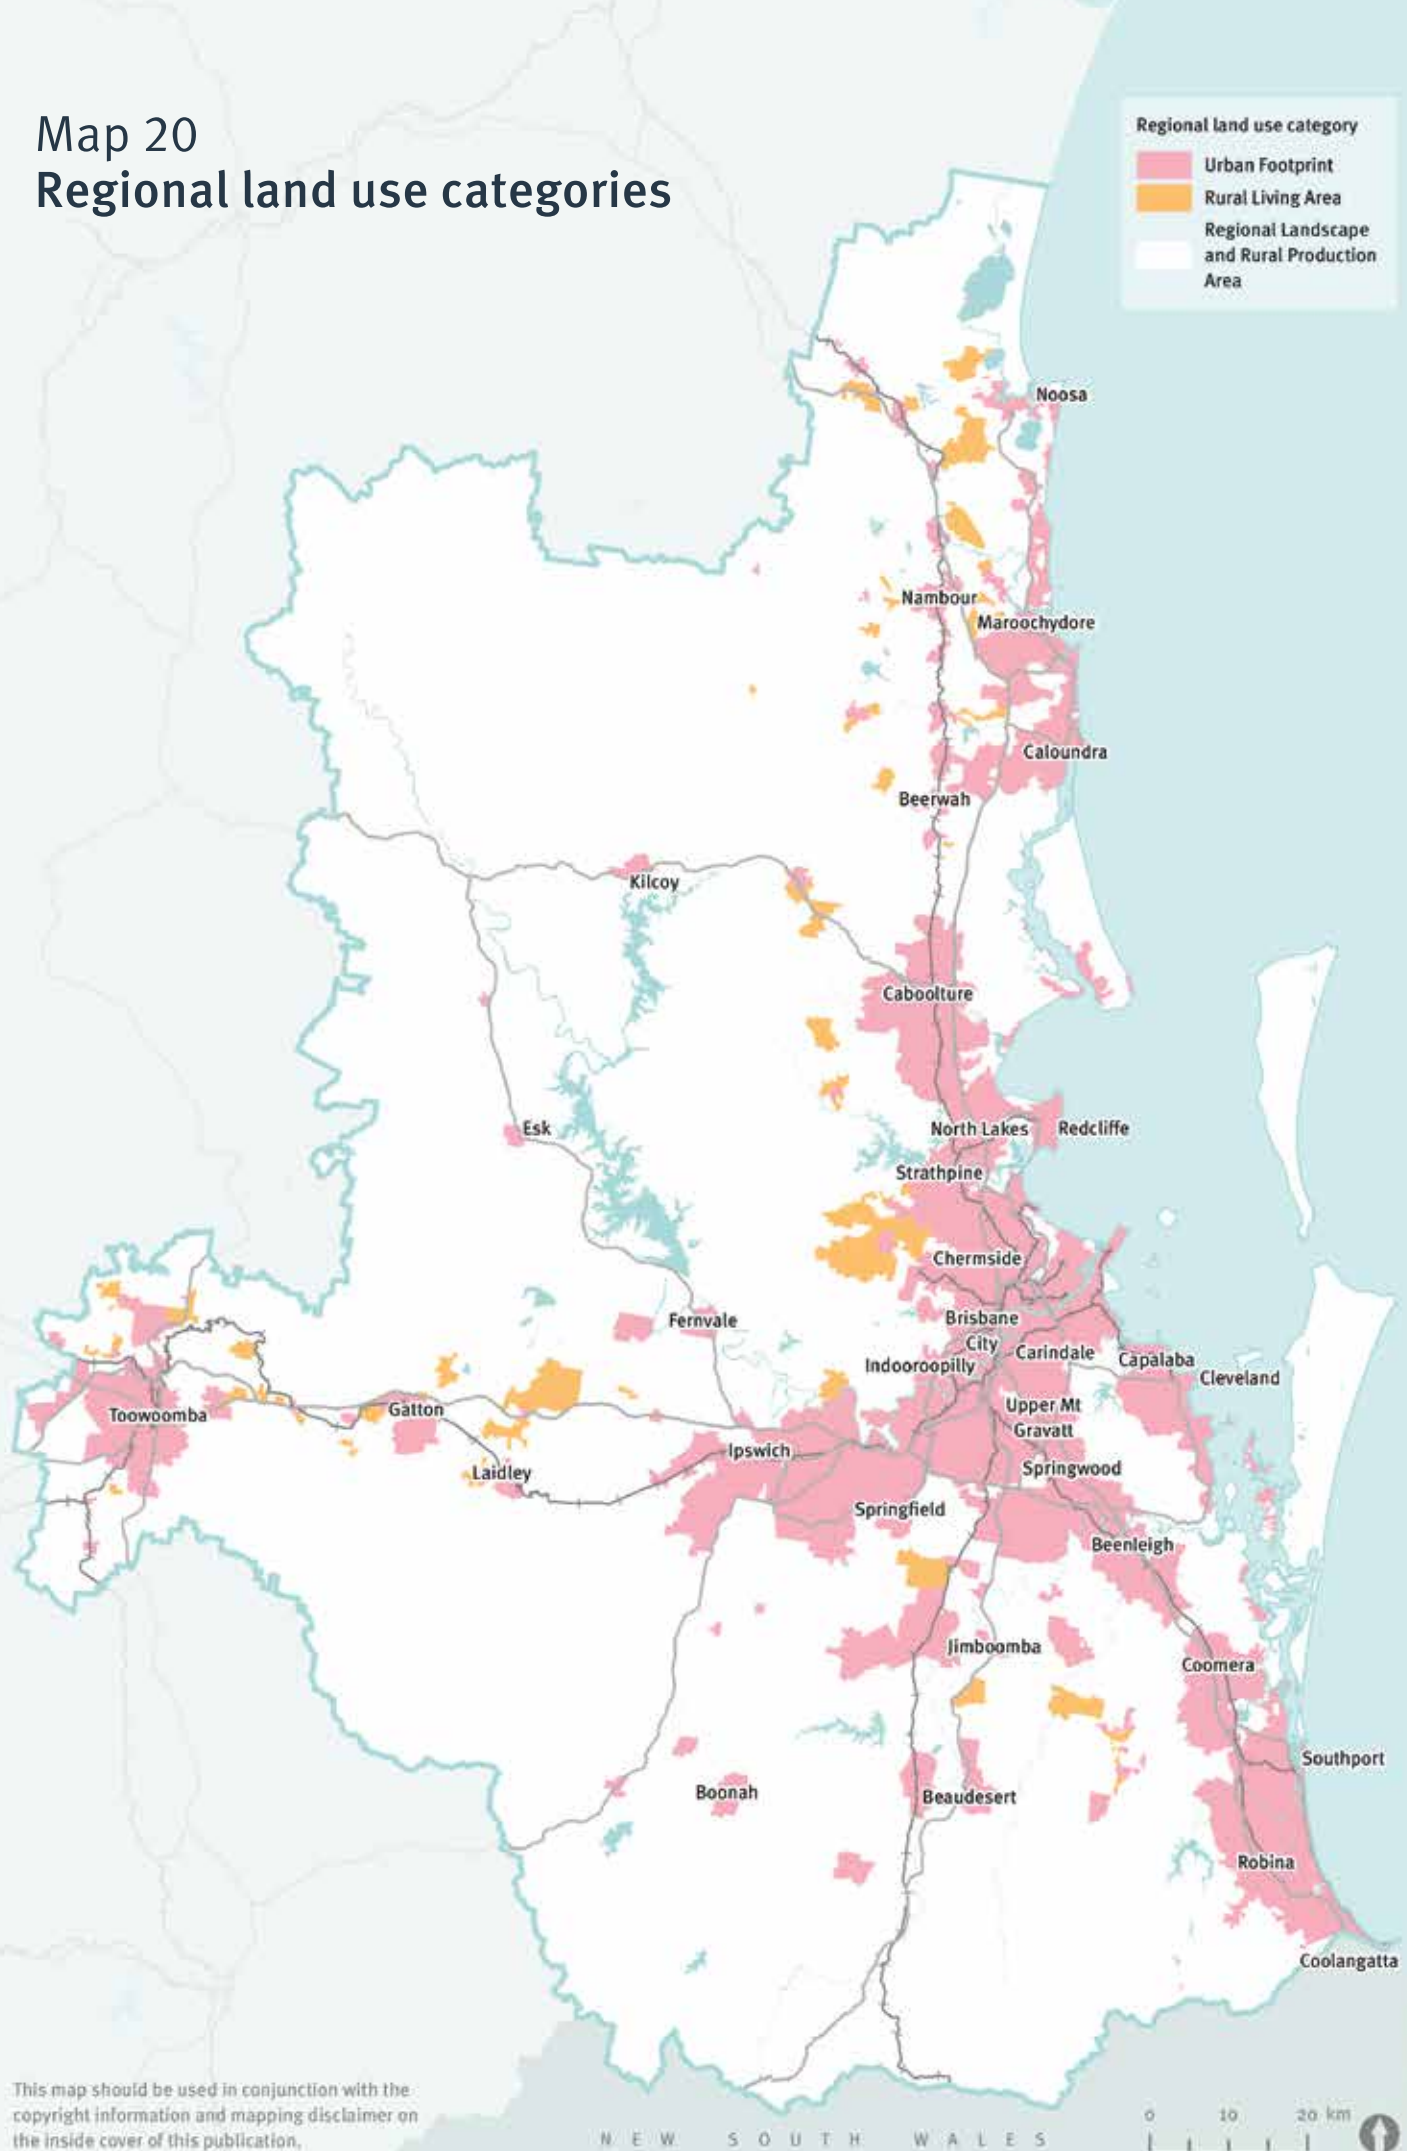 Map 20
Regional land use categories
Regional land use category
Urban Footprint
Rural Living Area
Regional Landscape
and Rural Production
Area
Noosa
Nambour
Maroochydore
Caloundra
Beerwah
Kilcoy
Caboolture
Esk
North Lakes
Redcliffe
Strathpine
Chermside
Fernvale
Brisbane
City
Carindale
Indooroopilly
Capalaba
Cleveland
Toowoomba
Gatton
Upper Mt
Gravatt
Ipswich
Laidley
Springwood
Springfield
Beenleigh
Jimboomba
Coomera
Southport
Boonah
Beaudesert
Robina
Coolangatta
This map should be used in conjunction with the
copyright information and mapping disclaimer on
the inside cover of this publication.
NEW SOUTH WALES
0 10 20 km